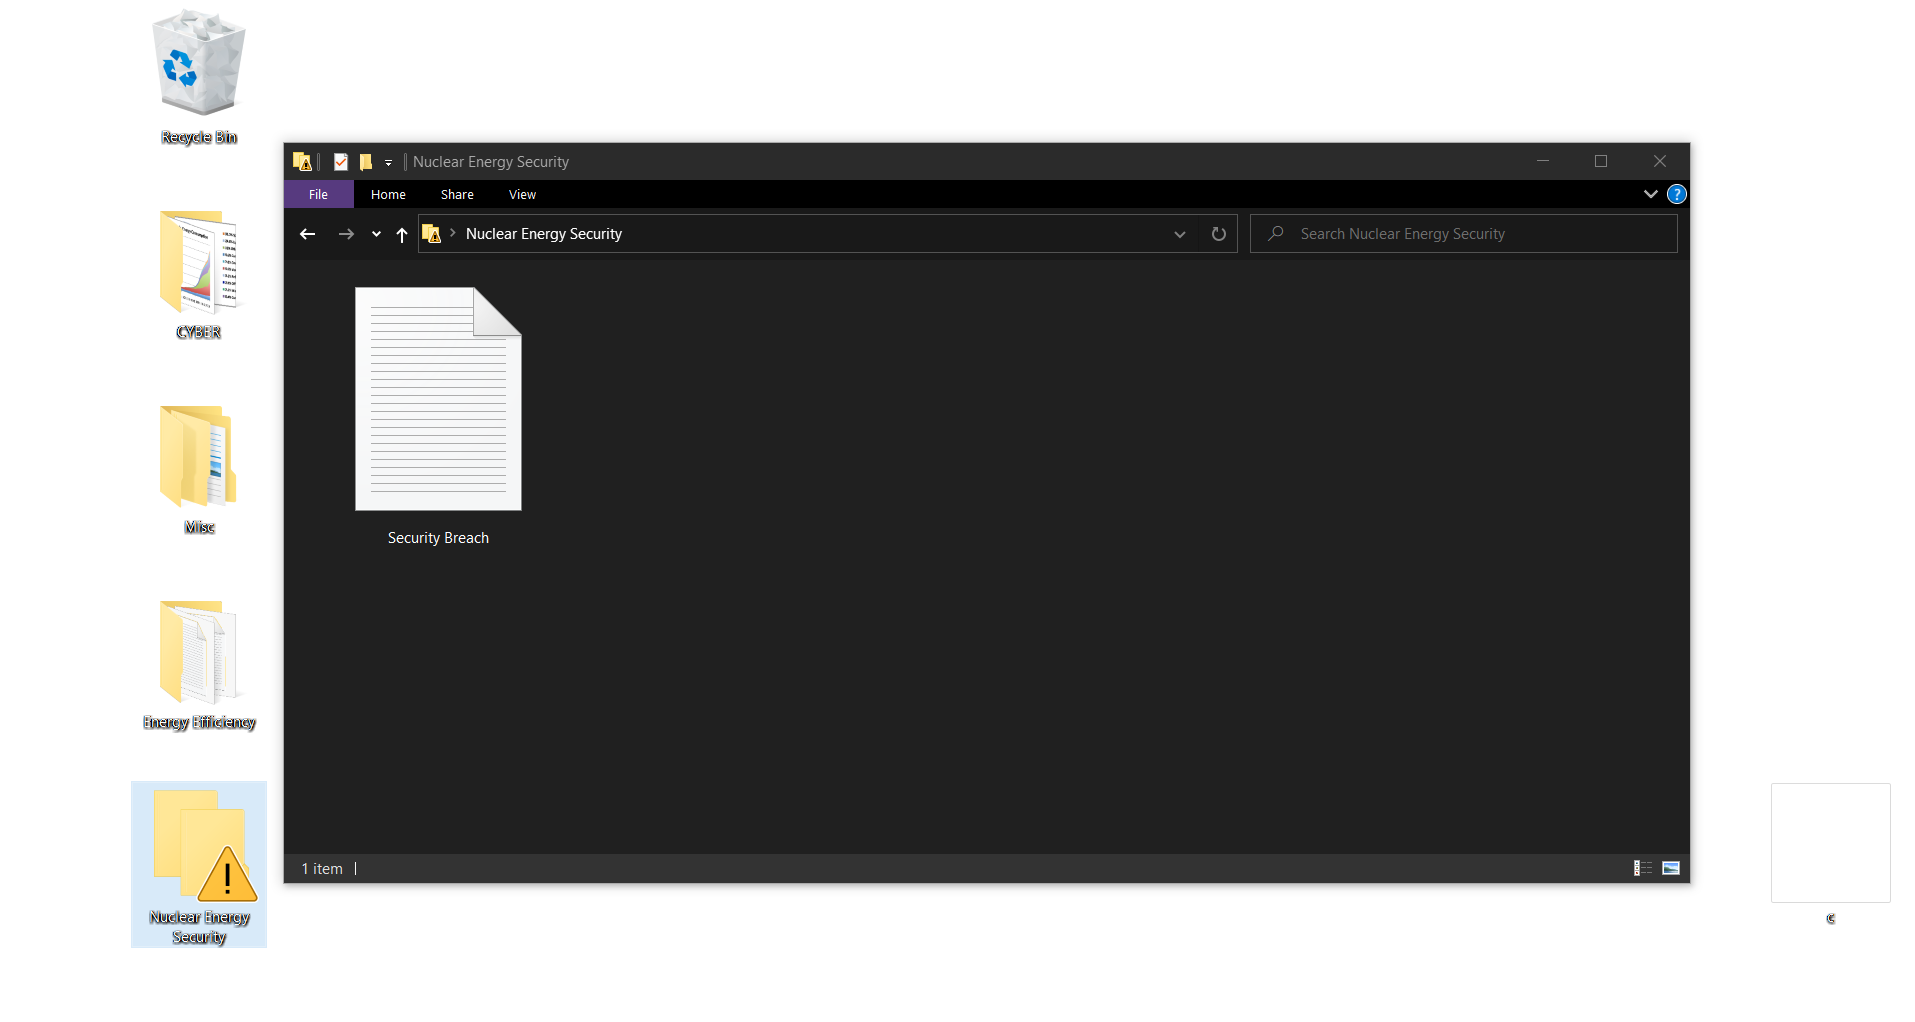 Recycle Bin
CYBER
Misc
Energy Efficiency
Nuclear Energy
Security
Nuclear Energy Security
File
Home
Share
View
?
Nuclear Energy Security
Search Nuclear Energy Security
Security Breach
1 item
c